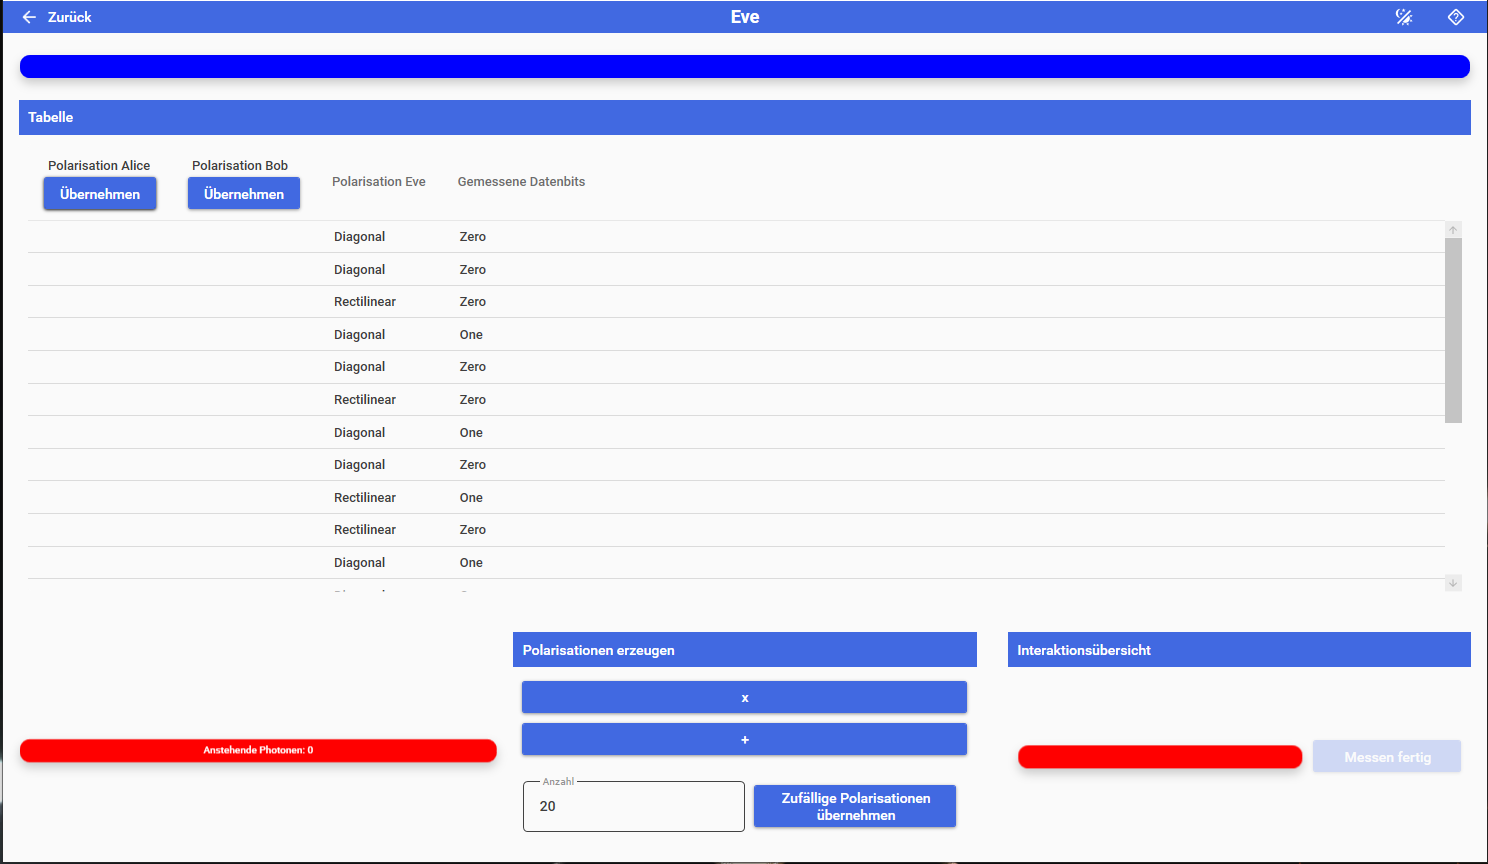 Zurück
Eve
Tabelle
Polarisation Alice
Polarisation Bob
Polarisation Eve
Gemessene Datenbits
Übernehmen
Übernehmen
Diagonal Zero
Diagonal Zero
Rectilinear Zero
Diagonal One
Diagonal Zero
Rectilinear Zero
Diagonal One
Diagonal Zero
Rectilinear One
Rectilinear Zero
Diagonal One
Anstehende Photonen: 0
Polarisationen erzeugen
x
+
Anzahl
20
Zufällige Polarisationen
übernehmen
Interaktionsübersicht
Messen fertig